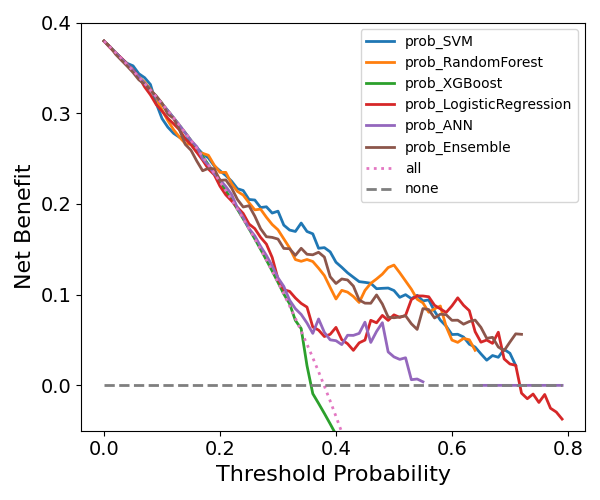 0.4
0.3
0.2
0.1
0.0
Net Benefit
prob_SVM
prob_RandomForest
prob_XGBoost
prob_LogisticRegression
prob_ANN
prob_Ensemble
all
none
0.0 0.2 0.4 0.6 0.8
Threshold Probability